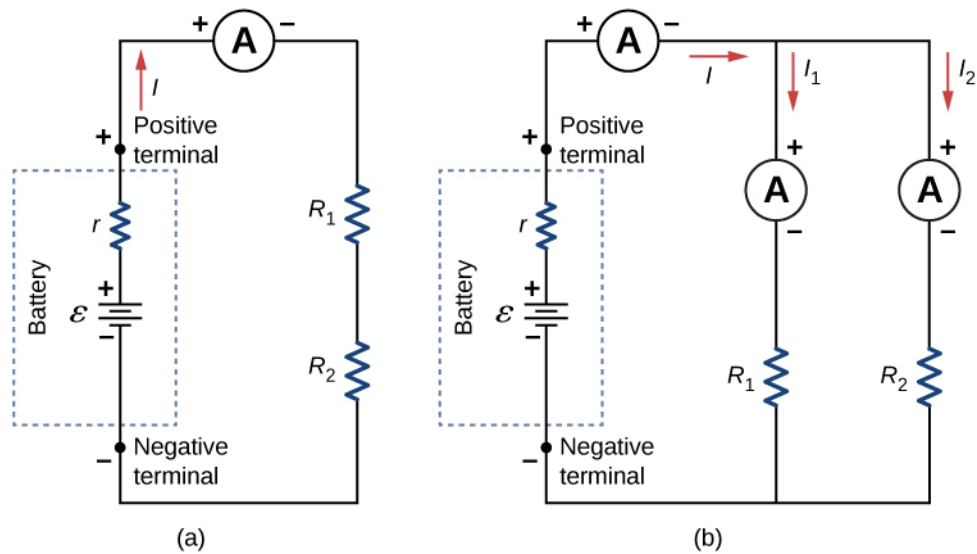 + A −
I
+ Positive
terminal
r
R1
Battery
+
ε
−
R2
− Negative
terminal
(a)
+ A −
I
I1
I2
+ Positive
terminal
+
A
−
+
A
−
r
Battery
+
ε
−
R1
R2
− Negative
terminal
(b)